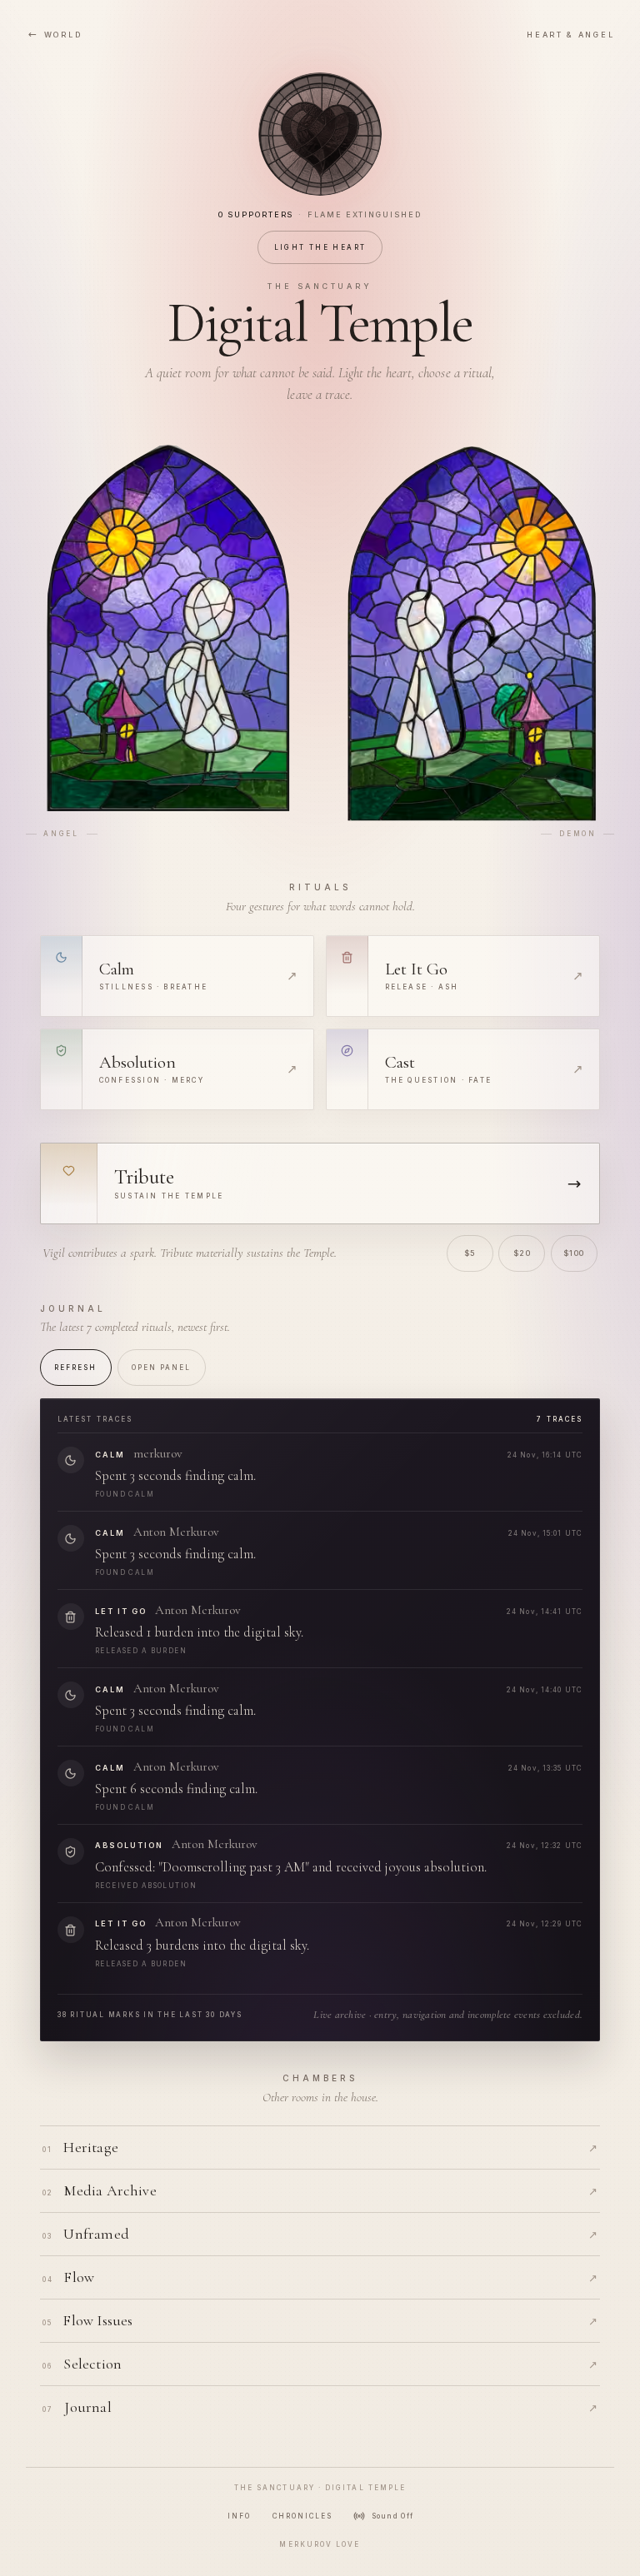 ← WORLD
HEART & ANGEL
0 SUPPORTERS · FLAME EXTINGUISHED
LIGHT THE HEART
THE SANCTUARY
Digital Temple
A quiet room for what cannot be said. Light the heart, choose a ritual,
leave a trace.
ANGEL
DEMON
RITUALS
Four gestures for what words cannot hold.
Calm
STILLNESS · BREATHE
↗
Let It Go
RELEASE · ASH
↗
Absolution
CONFESSION · MERCY
↗
Cast
THE QUESTION · FATE
↗
Tribute
SUSTAIN THE TEMPLE
→
Vigil contributes a spark. Tribute materially sustains the Temple.
$5
$20
$100
JOURNAL
The latest 7 completed rituals, newest first.
REFRESH
OPEN PANEL
LATEST TRACES
7 TRACES
CALM merkurov
24 Nov, 16:14 UTC
Spent 3 seconds finding calm.
FOUND CALM
CALM Anton Merkurov
24 Nov, 15:01 UTC
Spent 3 seconds finding calm.
FOUND CALM
LET IT GO Anton Merkurov
24 Nov, 14:41 UTC
Released 1 burden into the digital sky.
RELEASED A BURDEN
CALM Anton Merkurov
24 Nov, 14:40 UTC
Spent 3 seconds finding calm.
FOUND CALM
CALM Anton Merkurov
24 Nov, 13:35 UTC
Spent 6 seconds finding calm.
FOUND CALM
ABSOLUTION Anton Merkurov
24 Nov, 12:32 UTC
Confessed: "Doomscrolling past 3 AM" and received joyous absolution.
RECEIVED ABSOLUTION
LET IT GO Anton Merkurov
24 Nov, 12:29 UTC
Released 3 burdens into the digital sky.
RELEASED A BURDEN
38 RITUAL MARKS IN THE LAST 30 DAYS
Live archive · entry, navigation and incomplete events excluded.
CHAMBERS
Other rooms in the house.
01 Heritage ↗
02 Media Archive ↗
03 Unframed ↗
04 Flow ↗
05 Flow Issues ↗
06 Selection ↗
07 Journal ↗
THE SANCTUARY · DIGITAL TEMPLE
INFO
CHRONICLES
Sound Off
MERKUROV LOVE